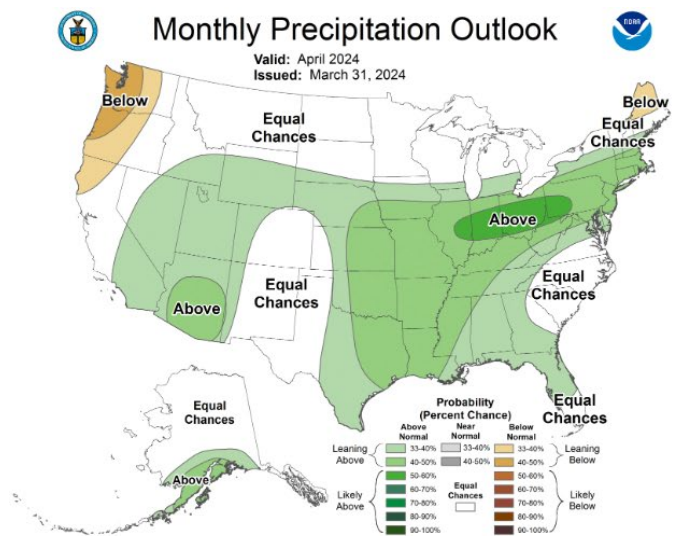 Monthly Precipitation Outlook
NOAA
Valid: April 2024
Issued: March 31, 2024
Below
Equal
Chances
Below
Equal
Chances
Above
Above
Equal
Chances
Equal
Chances
Equal
Chances
Equal
Chances
Above
Probability
(Percent Chance)
Above
Normal
Near
Normal
Below
Normal
Leaning
Above
33-40%
40-50%
33-40%
40-50%
33-40%
40-50%
Leaning
Below
Likely
Above
50-60%
60-70%
70-80%
80-90%
90-100%
Equal
Chances
50-60%
60-70%
70-80%
80-90%
90-100%
Likely
Below